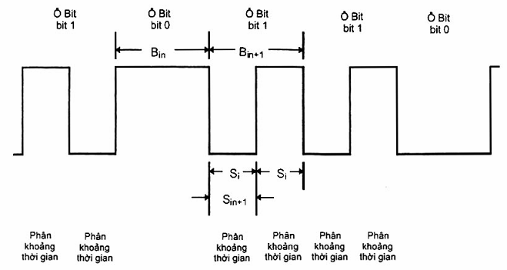 Ô Bit Ô Bit Ô Bit Ô Bit Ô Bit
bit 1 bit 0 bit 1 bit 1 bit 0
Bin Bin+1
Si Si
Sin+1
Phân Phân Phân Phân Phân Phân
khoảng khoảng khoảng khoảng khoảng khoảng
thời gian thời gian thời gian thời gian thời gian thời gian